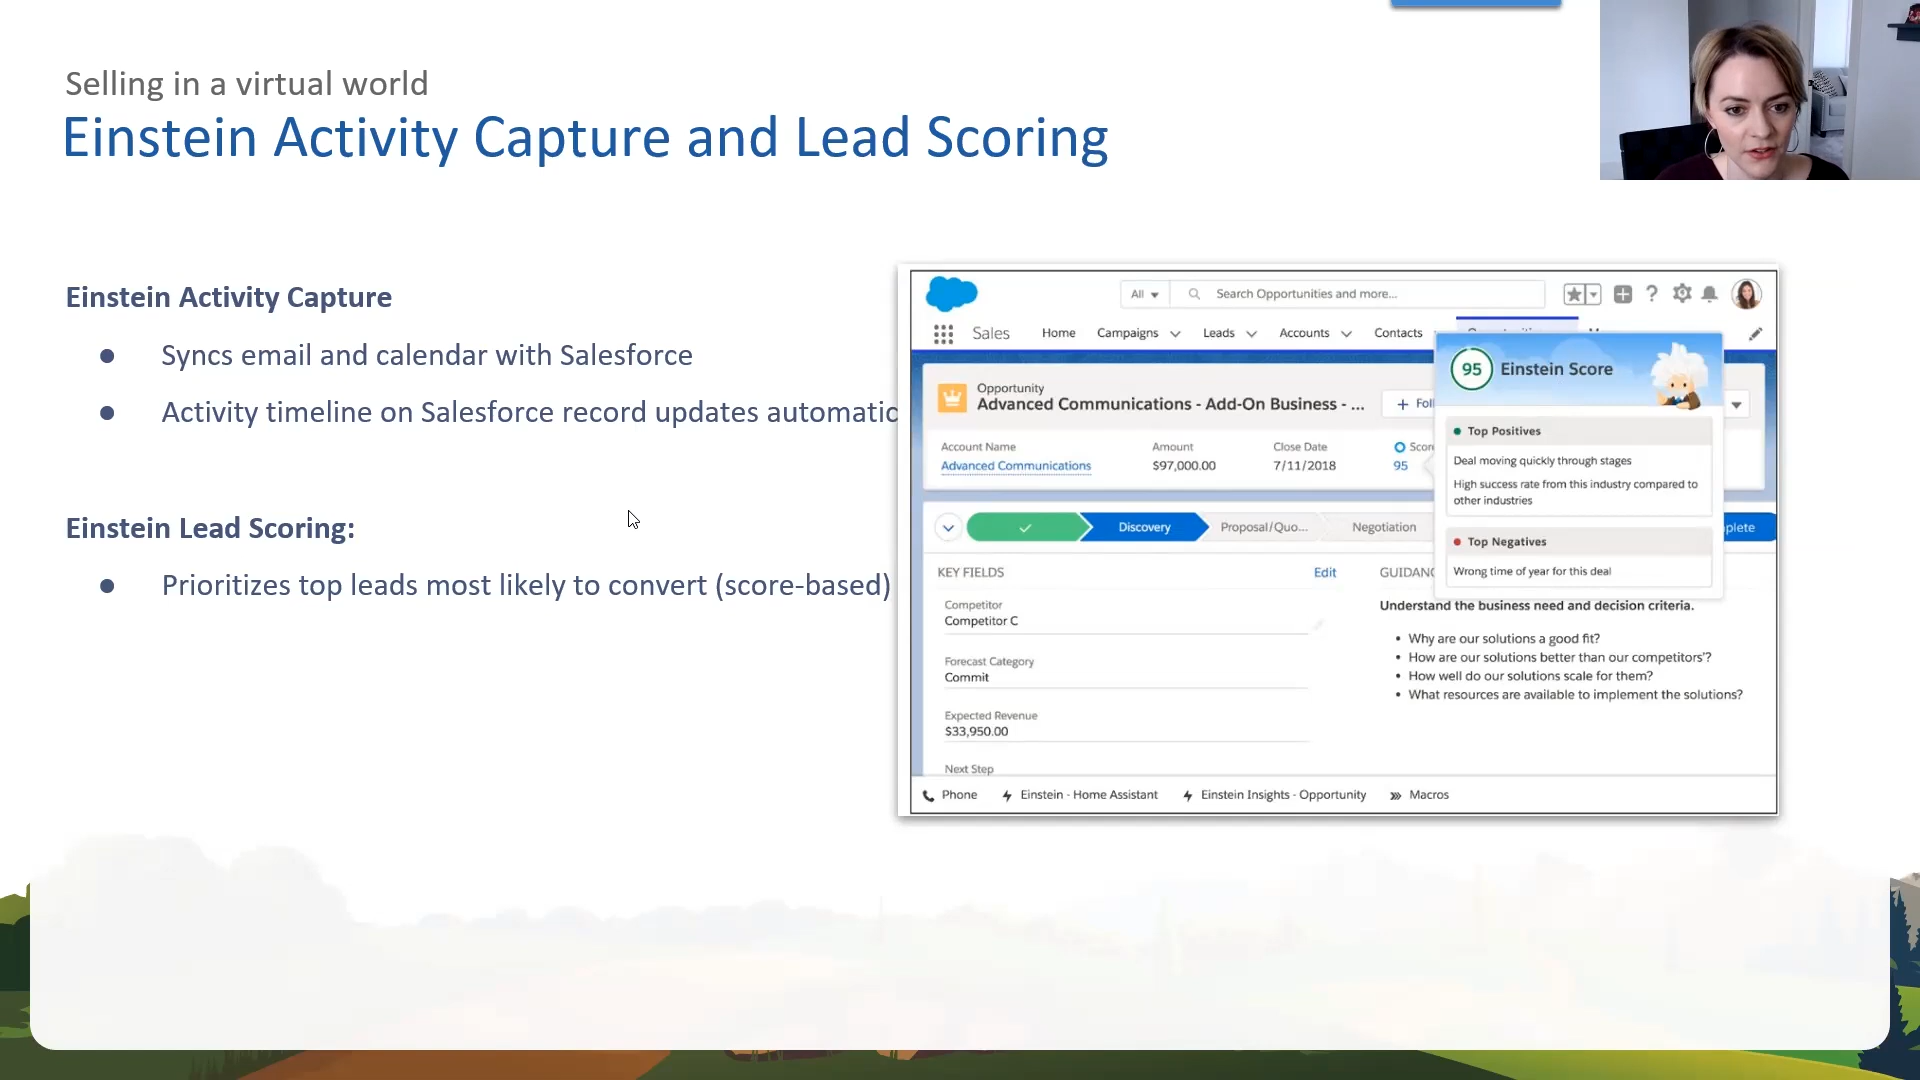 Selling in a virtual world
Einstein Activity Capture and Lead Scoring
Einstein Activity Capture
● Syncs email and calendar with Salesforce
● Activity timeline on Salesforce record updates automatic
Einstein Lead Scoring:
● Prioritizes top leads most likely to convert (score-based)
All
Search Opportunities and more...
Sales Home Campaigns Leads Accounts Contacts
Opportunity
Advanced Communications - Add-On Business - ...
+ Foll
Account Name Amount Close Date Score
Advanced Communications $97,000.00 7/11/2018 95
Discovery Proposal/Quo... Negotiation plete
KEY FIELDS Edit
Competitor
Competitor C
Forecast Category
Commit
Expected Revenue
$33,950.00
Next Step
95 Einstein Score
Top Positives
Deal moving quickly through stages
High success rate from this industry compared to
other industries
Top Negatives
Wrong time of year for this deal
GUIDANC
Understand the business need and decision criteria.
• Why are our solutions a good fit?
• How are our solutions better than our competitors'?
• How well do our solutions scale for them?
• What resources are available to implement the solutions?
Phone Einstein - Home Assistant Einstein Insights - Opportunity Macros